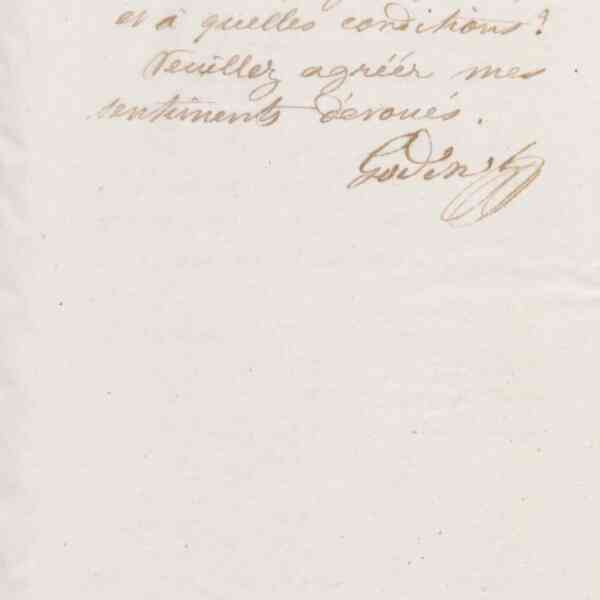 et à quelles conditions?
Veuillez agréer mes
sentiments dévoués.
Godin